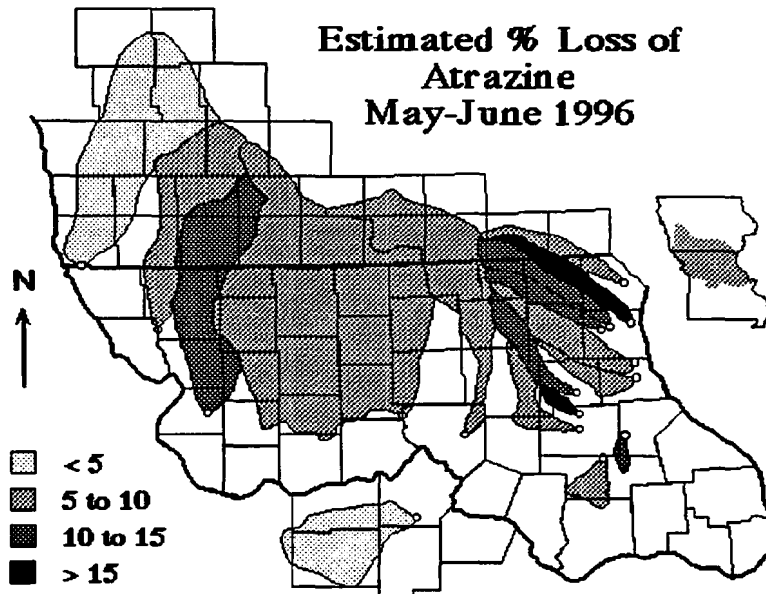 Estimated % Loss of
Atrazine
May-June 1996
N
< 5
5 to 10
10 to 15
> 15